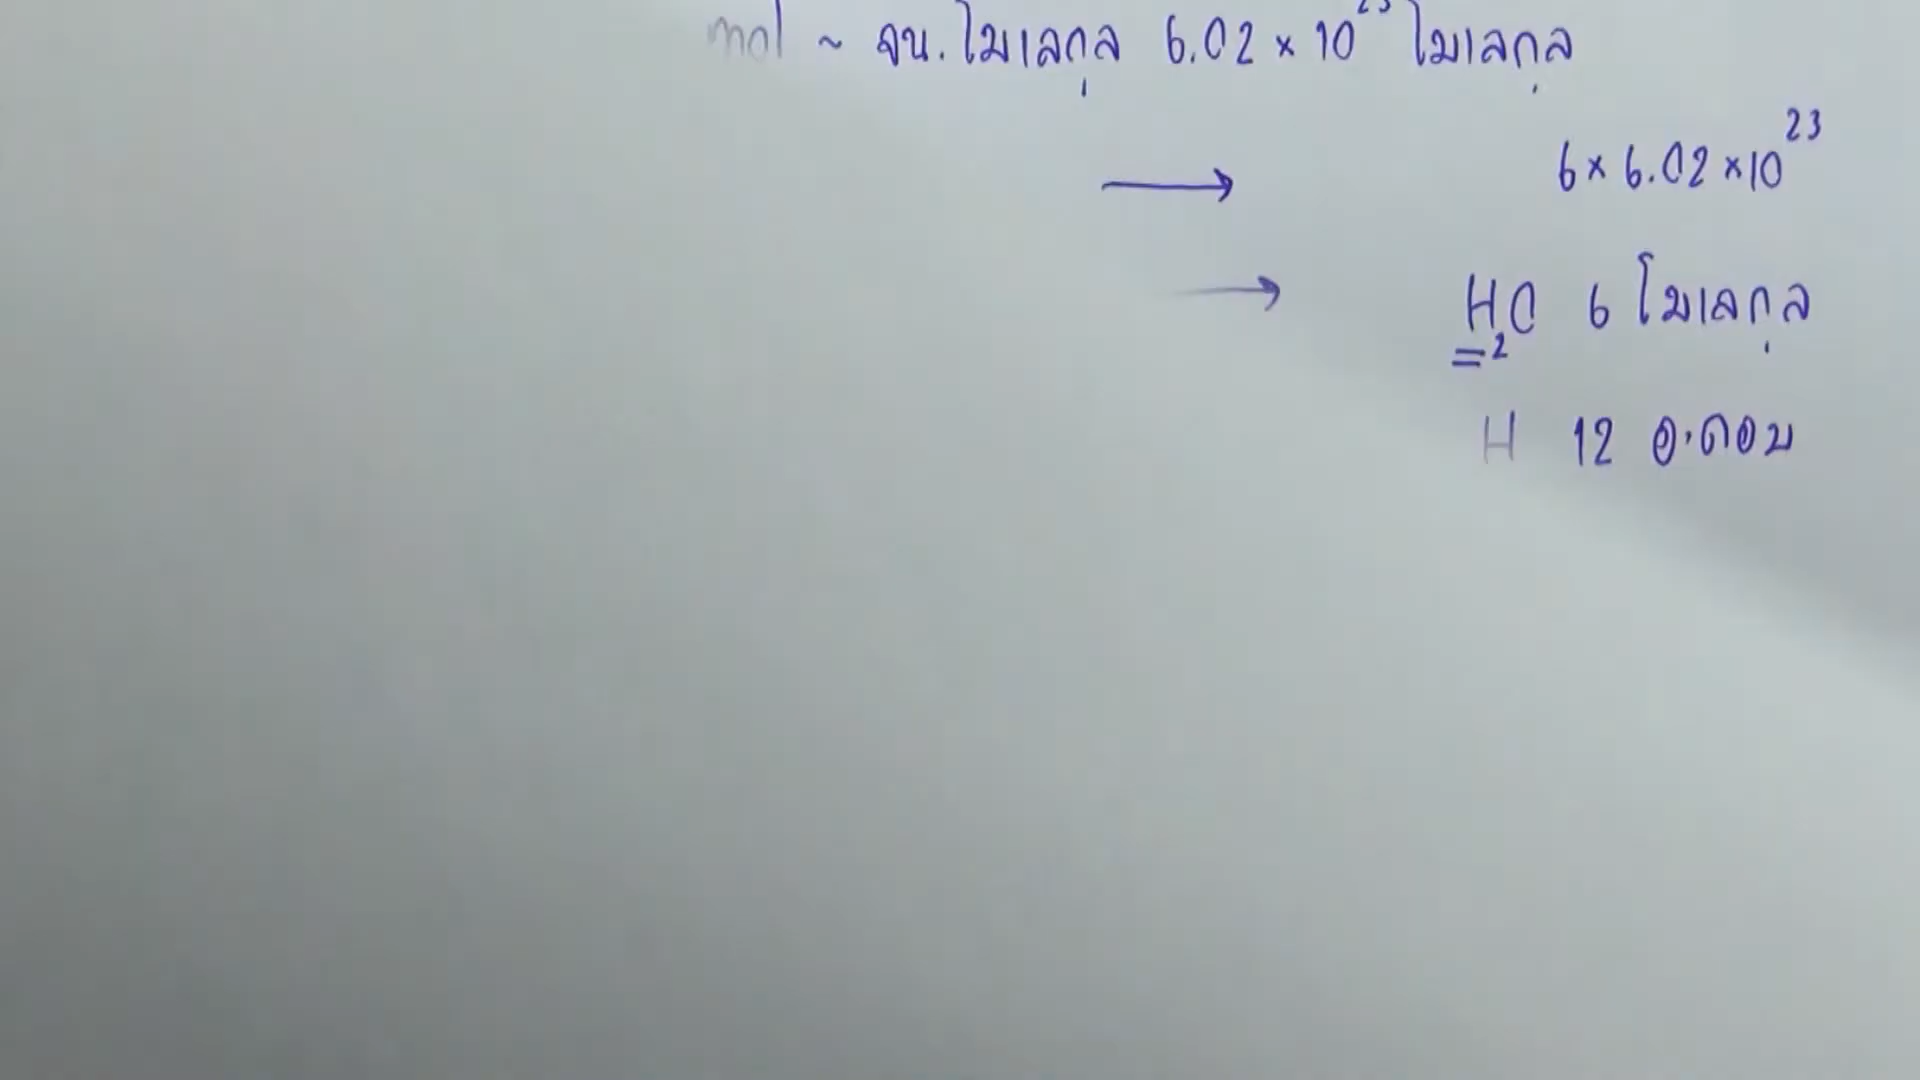 mol ~ จน.โมเลกุล 6.02 × 10²³ โมเลกุล
→ 6 × 6.02 × 10²³
→ H₂O 6 โมเลกุล
H 12 อะตอม